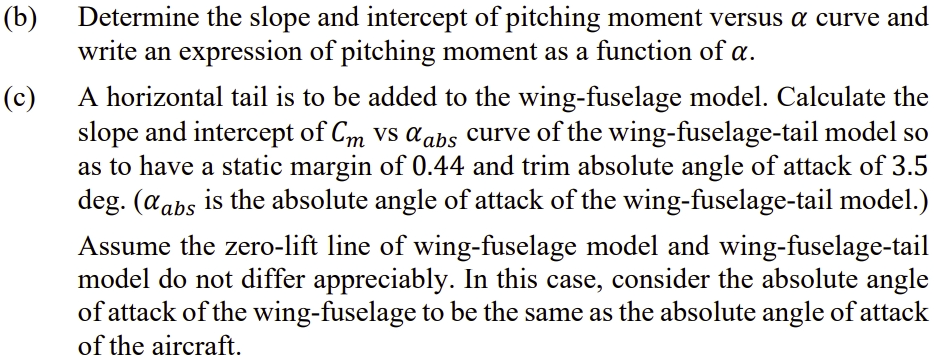 (b) Determine the slope and intercept of pitching moment versus α curve and
write an expression of pitching moment as a function of α.
(c) A horizontal tail is to be added to the wing-fuselage model. Calculate the
slope and intercept of Cₘ vs α_abs curve of the wing-fuselage-tail model so
as to have a static margin of 0.44 and trim absolute angle of attack of 3.5
deg. (α_abs is the absolute angle of attack of the wing-fuselage-tail model.)
Assume the zero-lift line of wing-fuselage model and wing-fuselage-tail
model do not differ appreciably. In this case, consider the absolute angle
of attack of the wing-fuselage to be the same as the absolute angle of attack
of the aircraft.